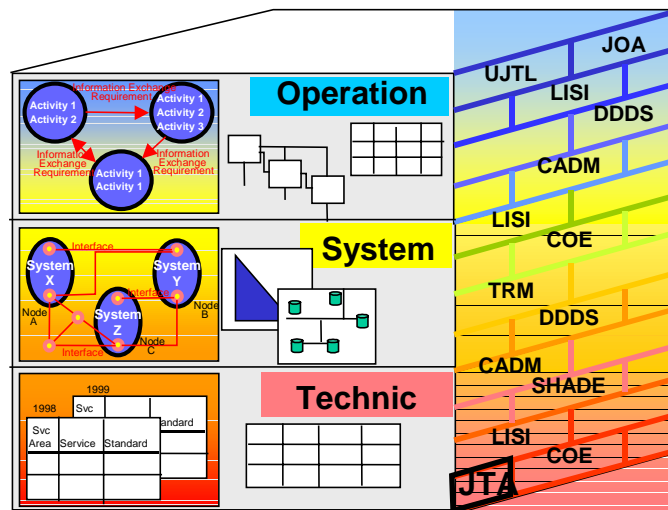 Operation
Information Exchange
Requirement
Activity 1
Activity 2
Activity 1
Activity 2
Activity 3
Information
Exchange
Requirement
Information
Exchange
Requirement
Activity 1
Activity 1
System
Interface
System
X
System
Y
Interface
Node
A
System
Z
Node
B
Interface
Node
C
Technic
1999
1998
Svc
Svc
Area
Service
Standard
andard
JOA
UJTL
LISI
DDDS
CADM
LISI
COE
TRM
DDDS
CADM
SHADE
LISI
COE
JTA